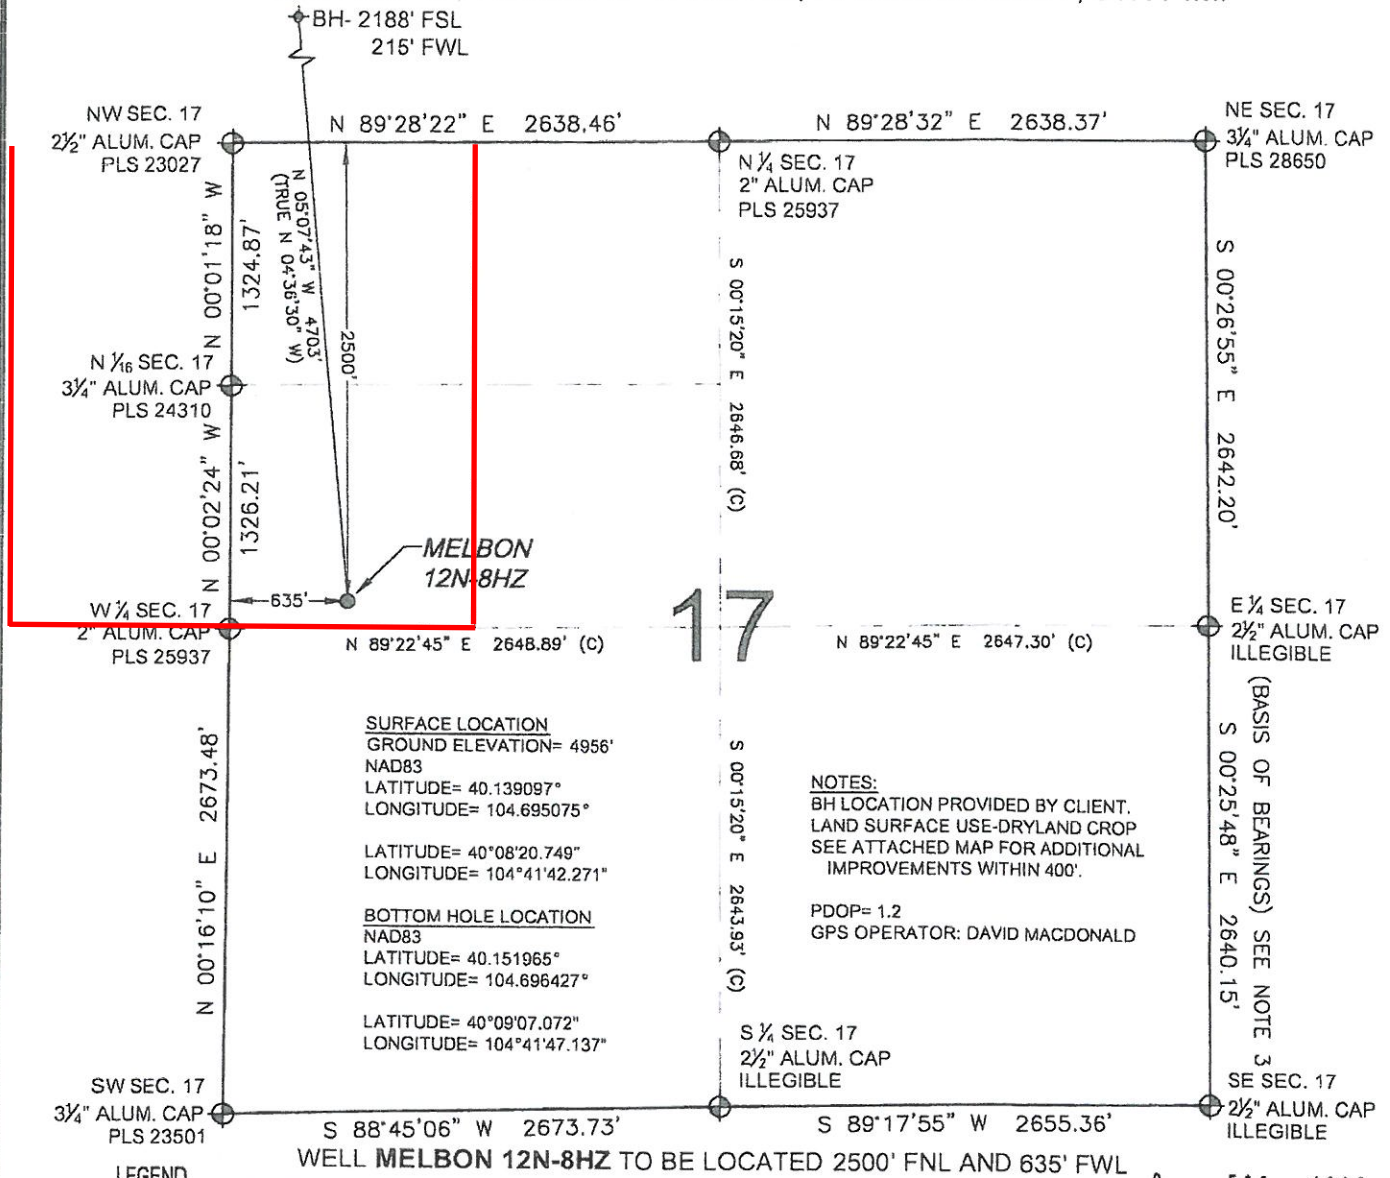 BH- 2188' FSL
215' FWL
NW SEC. 17
2½" ALUM. CAP
PLS 23027
N 89°28'22" E 2638.46'
N 89°28'32" E 2638.37'
NE SEC. 17
3¼" ALUM. CAP
PLS 28650
N ¼ SEC. 17
2" ALUM. CAP
PLS 25937
N 00°01'18" W
1324.87'
N 05°07'43" W 4703'
(TRUE N 04°36'30" W)
2500'
S 00°15'20" E 2646.68' (C)
S 00°26'55" E 2642.20'
N 1⁄16 SEC. 17
3¼" ALUM. CAP
PLS 24310
N 00°02'24" W
1326.21'
MELBON
12N-8HZ
635'
W ¼ SEC. 17
2" ALUM. CAP
PLS 25937
17
E ¼ SEC. 17
2½" ALUM. CAP
ILLEGIBLE
N 89°22'45" E 2648.89' (C)
N 89°22'45" E 2647.30' (C)
N 00°16'10" E 2673.48'
SURFACE LOCATION
GROUND ELEVATION= 4956'
NAD83
LATITUDE= 40.139097°
LONGITUDE= 104.695075°
LATITUDE= 40°08'20.749"
LONGITUDE= 104°41'42.271"
BOTTOM HOLE LOCATION
NAD83
LATITUDE= 40.151965°
LONGITUDE= 104.696427°
LATITUDE= 40°09'07.072"
LONGITUDE= 104°41'47.137"
S 00°15'20" E 2643.93' (C)
NOTES:
BH LOCATION PROVIDED BY CLIENT.
LAND SURFACE USE-DRYLAND CROP
SEE ATTACHED MAP FOR ADDITIONAL
IMPROVEMENTS WITHIN 400'.
PDOP= 1.2
GPS OPERATOR: DAVID MACDONALD
S 00°25'48" E 2640.15'
(BASIS OF BEARINGS) SEE NOTE 3
S ¼ SEC. 17
2½" ALUM. CAP
ILLEGIBLE
SW SEC. 17
3¼" ALUM. CAP
PLS 23501
SE SEC. 17
2½" ALUM. CAP
ILLEGIBLE
S 88°45'06" W 2673.73'
S 89°17'55" W 2655.36'
WELL MELBON 12N-8HZ TO BE LOCATED 2500' FNL AND 635' FWL
LEGEND